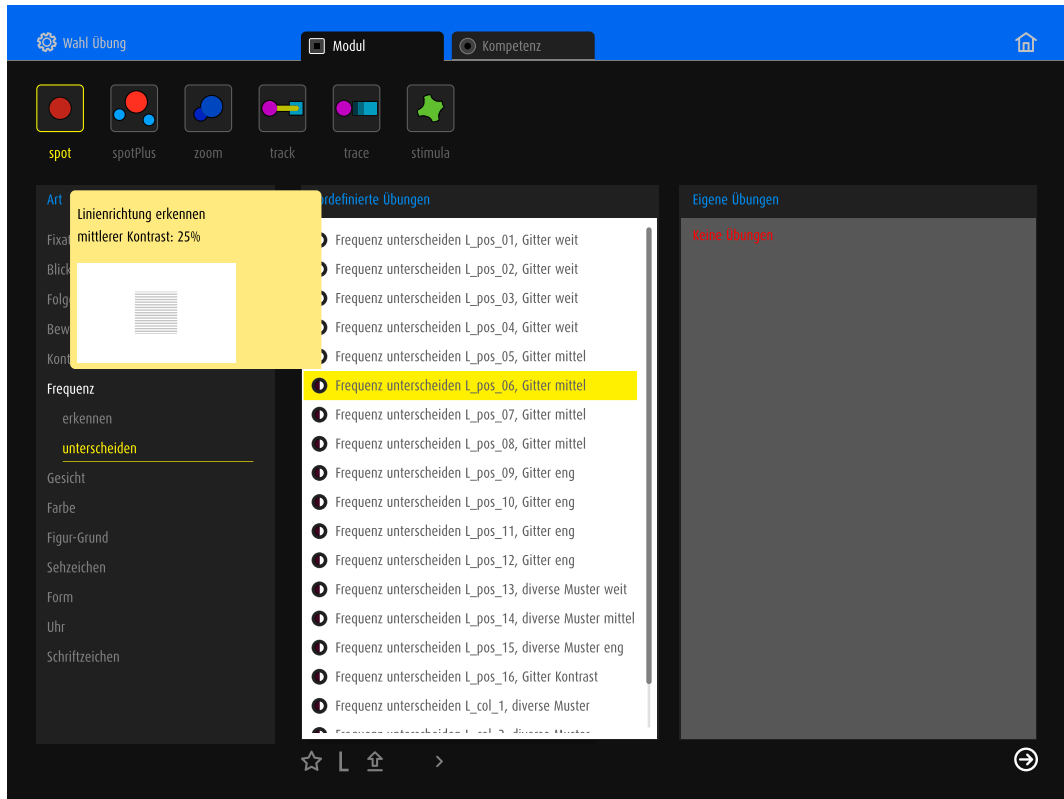 Wahl Übung
Modul
Kompetenz
spot
spotPlus
zoom
track
trace
stimula
Art
Linienrichtung erkennen
mittlerer Kontrast: 25%
Frequenz
erkennen
unterscheiden
Gesicht
Farbe
Figur-Grund
Sehzeichen
Form
Uhr
Schriftzeichen
rdefinierte Übungen
Frequenz unterscheiden L_pos_01, Gitter weit
Frequenz unterscheiden L_pos_02, Gitter weit
Frequenz unterscheiden L_pos_03, Gitter weit
Frequenz unterscheiden L_pos_04, Gitter weit
Frequenz unterscheiden L_pos_05, Gitter mittel
Frequenz unterscheiden L_pos_06, Gitter mittel
Frequenz unterscheiden L_pos_07, Gitter mittel
Frequenz unterscheiden L_pos_08, Gitter mittel
Frequenz unterscheiden L_pos_09, Gitter eng
Frequenz unterscheiden L_pos_10, Gitter eng
Frequenz unterscheiden L_pos_11, Gitter eng
Frequenz unterscheiden L_pos_12, Gitter eng
Frequenz unterscheiden L_pos_13, diverse Muster weit
Frequenz unterscheiden L_pos_14, diverse Muster mittel
Frequenz unterscheiden L_pos_15, diverse Muster eng
Frequenz unterscheiden L_pos_16, Gitter Kontrast
Frequenz unterscheiden L_col_1, diverse Muster
Eigene Übungen
Keine Übungen
L